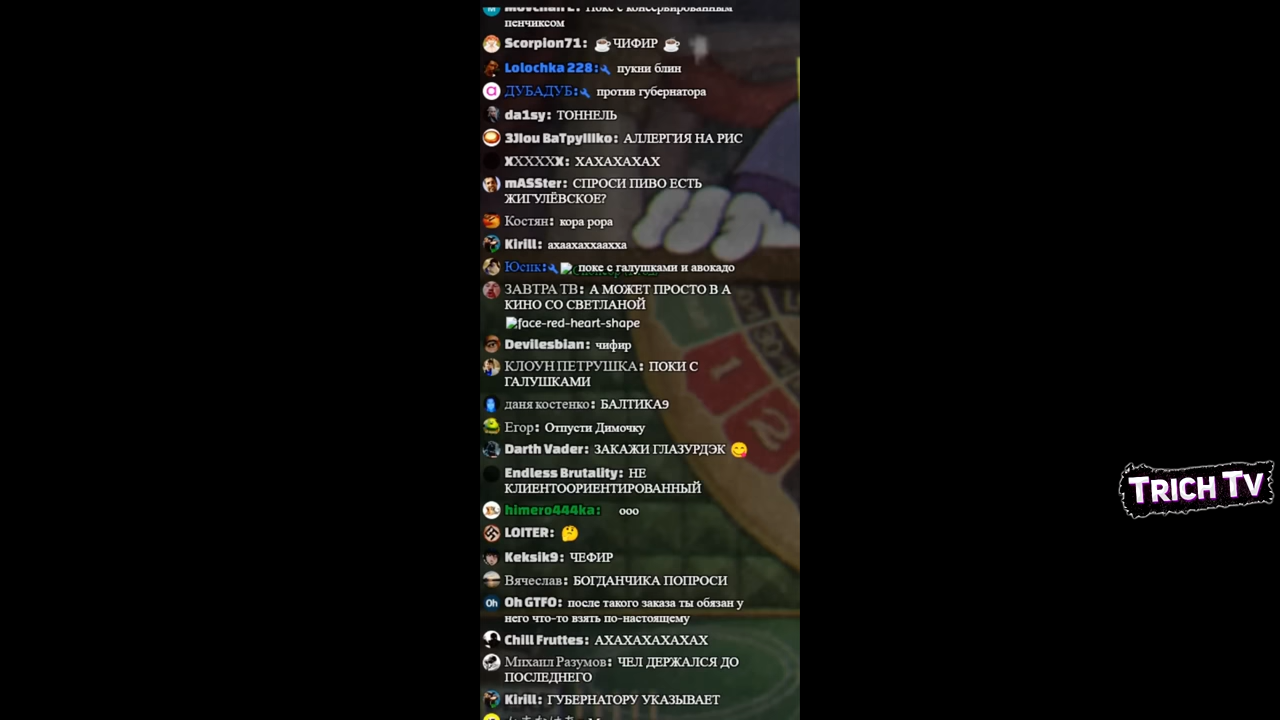 Поке с консервированным
пенчиксом
Scorpion71: ЧИФИР
Lolochka 228: пукни блин
ДУБАДУБ: против губернатора
da1sy: ТОННЕЛЬ
3JIou BaTpyIIIko: АЛЛЕРГИЯ НА РИС
XXXXXX: ХАХАХАХАХ
mASSter: СПРОСИ ПИВО ЕСТЬ
ЖИГУЛЁВСКОЕ?
Костян: кора рора
Kirill: ахаахаххаахха
Юсик: поке с галушками и авокадо
ЗАВТРА ТВ: А МОЖЕТ ПРОСТО В А
КИНО СО СВЕТЛАНОЙ
face-red-heart-shape
Devilesbian: чифир
КЛОУН ПЕТРУШКА: ПОКИ С
ГАЛУШКАМИ
даня костенко: БАЛТИКА9
Егор: Отпусти Димочку
Darth Vader: ЗАКАЖИ ГЛАЗУРДЭК
Endless Brutality: НЕ
КЛИЕНТООРИЕНТИРОВАННЫЙ
himero444ka: ооо
LOITER:
Keksik9: ЧЕФИР
Вячеслав: БОГДАНЧИКА ПОПРОСИ
Oh GTFO: после такого заказа ты обязан у
него что-то взять по-настоящему
Chill Fruttes: АХАХАХАХАХАХ
Михаил Разумов: ЧЕЛ ДЕРЖАЛСЯ ДО
ПОСЛЕДНЕГО
Kirill: ГУБЕРНАТОРУ УКАЗЫВАЕТ
TRICH TV